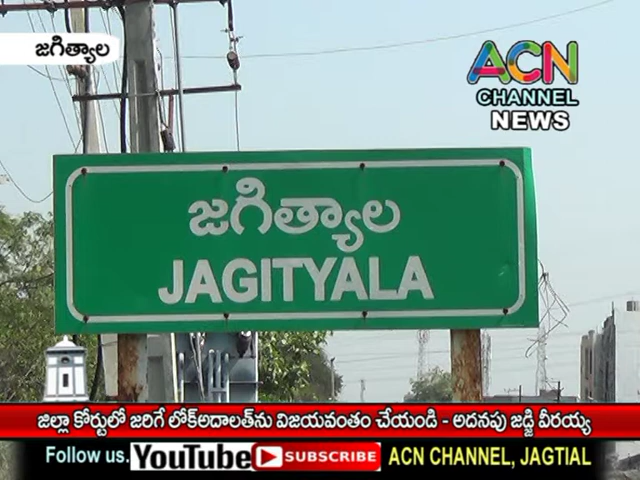 జగిత్యాల
ACN
CHANNEL
NEWS
జగిత్యాల
JAGITYALA
జిల్లా కోర్టులో జరిగే లోక్అదాలత్‌ను విజయవంతం చేయండి - అదనపు జడ్జి వీరయ్య
Follow us. YouTube SUBSCRIBE ACN CHANNEL, JAGTIAL